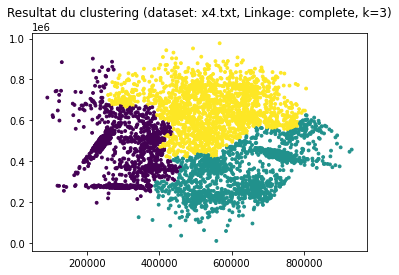 Resultat du clustering (dataset: x4.txt, Linkage: complete, k=3)
1e6
1.0
0.8
0.6
0.4
0.2
0.0
200000 400000 600000 800000